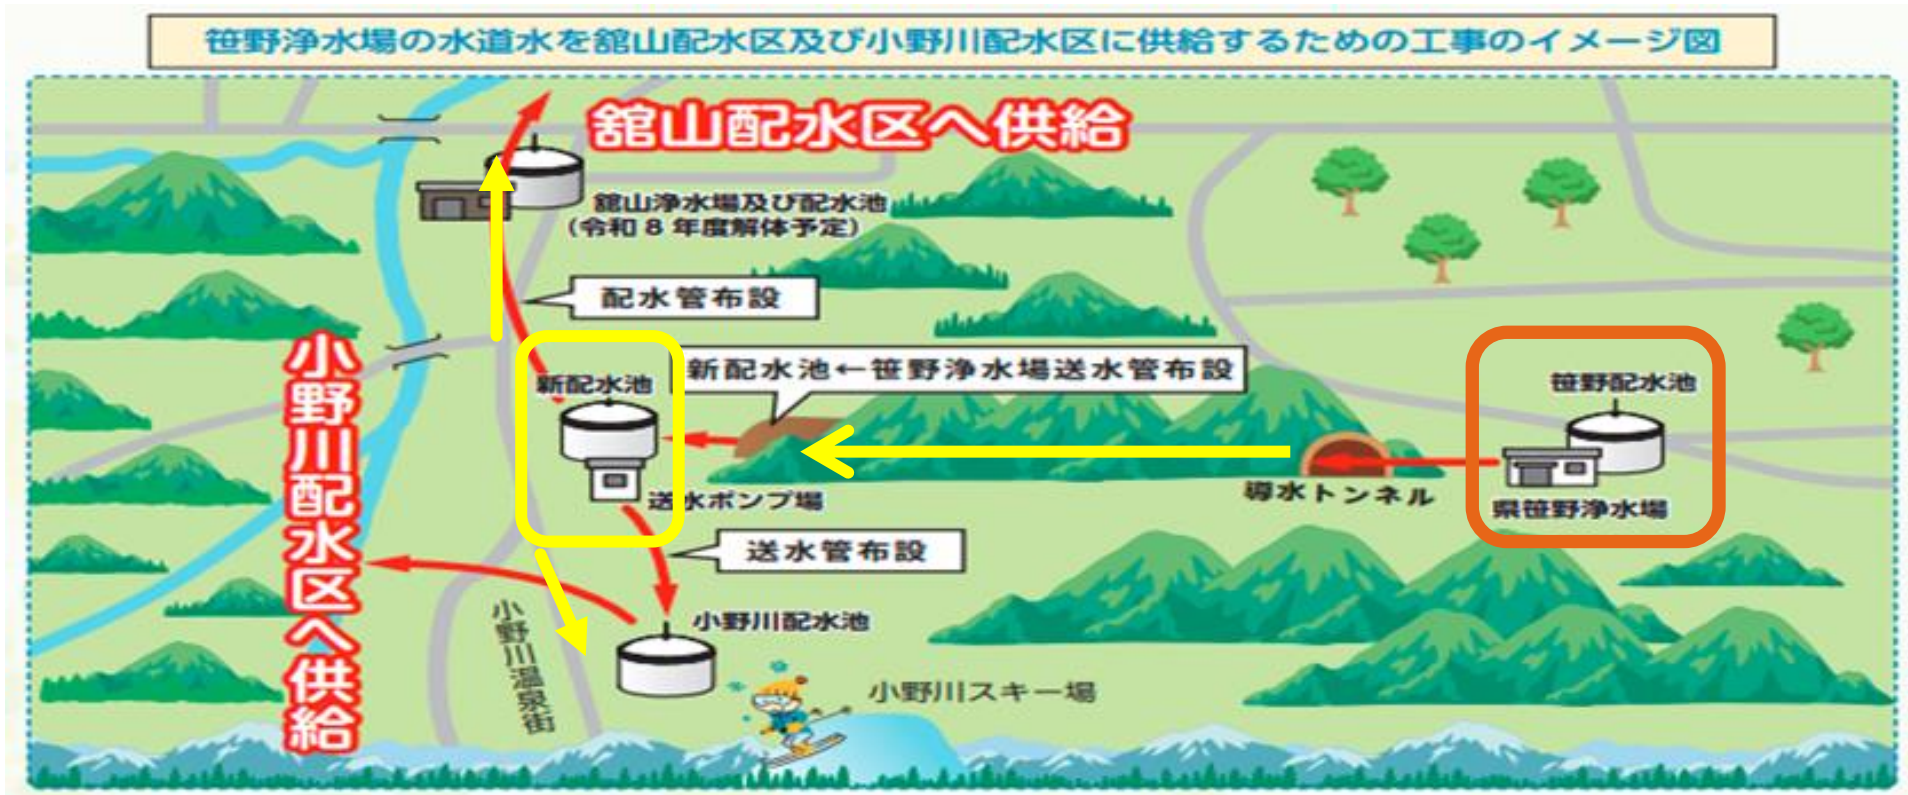 笹野浄水場の水道水を舘山配水区及び小野川配水区に供給するための工事のイメージ図
舘山配水区へ供給
舘山浄水場及び配水池
(令和8年度解体予定)
配水管布設
小野川配水区へ供給
新配水池
新配水池←笹野浄水場送水管布設
笹野配水池
送水ポンプ場
導水トンネル
県笹野浄水場
送水管布設
小野川配水池
小野川温泉街
小野川スキー場